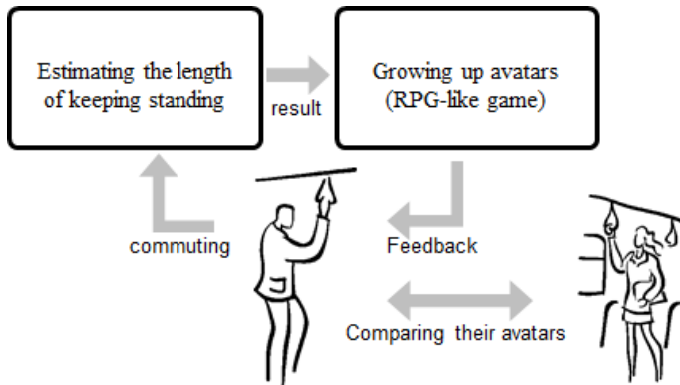 Estimating the length
of keeping standing
result
Growing up avatars
(RPG-like game)
commuting
Feedback
Comparing their avatars